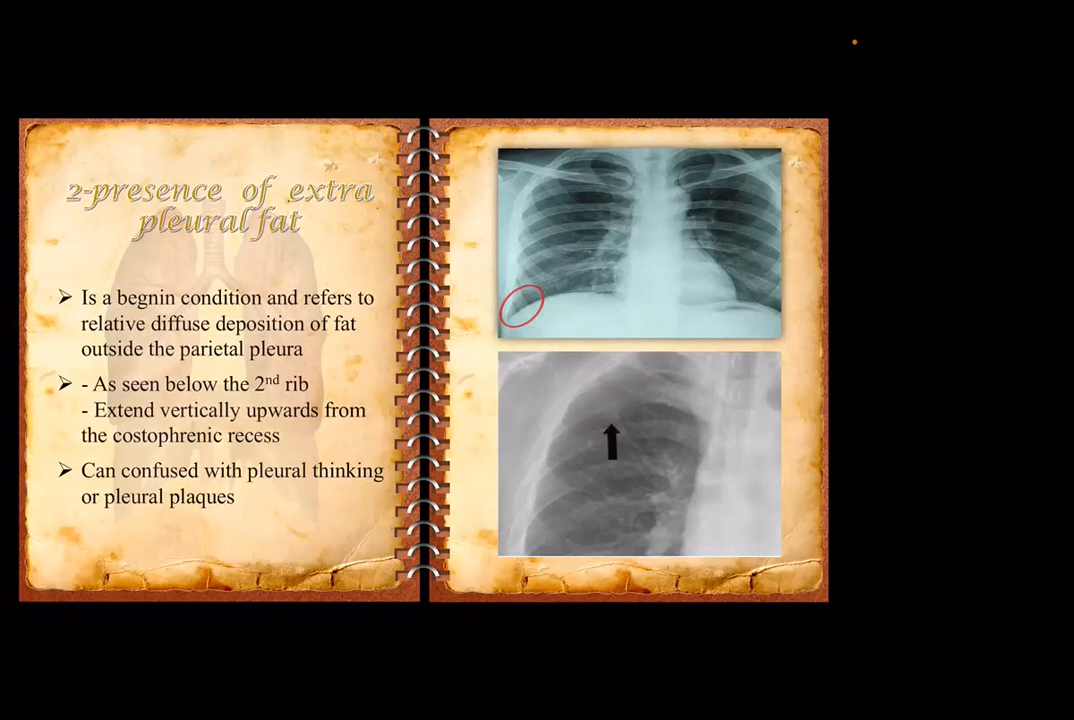 2-presence of extra
pleural fat
➢ Is a begnin condition and refers to
relative diffuse deposition of fat
outside the parietal pleura
➢ - As seen below the 2nd rib
- Extend vertically upwards from
the costophrenic recess
➢ Can confused with pleural thinking
or pleural plaques